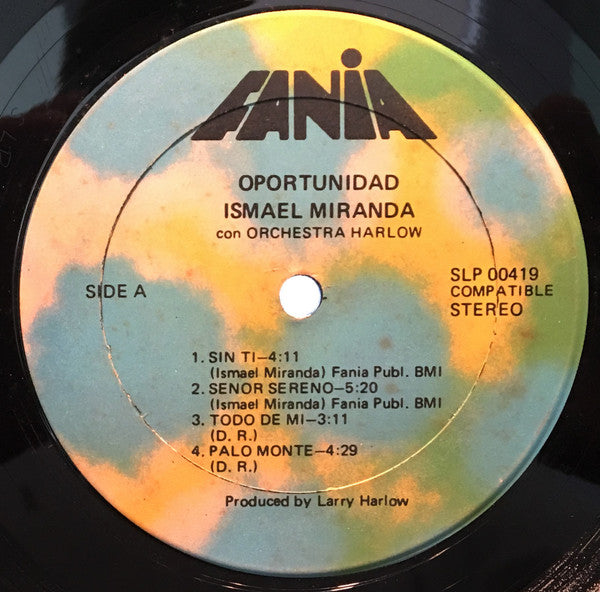 FANIA
OPORTUNIDAD
ISMAEL MIRANDA
con ORCHESTRA HARLOW
SIDE A
SLP 00419
COMPATIBLE
STEREO
1. SIN TI—4:11
(Ismael Miranda) Fania Publ. BMI
2. SENOR SERENO—5:20
(Ismael Miranda) Fania Publ. BMI
3. TODO DE MI—3:11
(D. R.)
4. PALO MONTE—4:29
(D. R.)
Produced by Larry Harlow